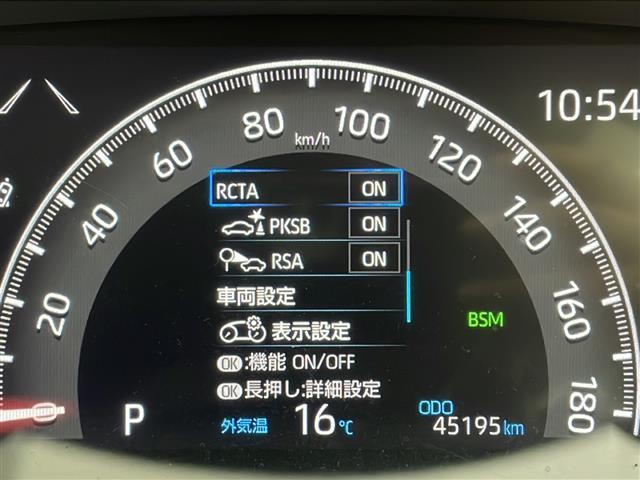 10:54
0 20 40 60 80 100 120 140 160 180
km/h
RCTA ON
PKSB ON
RSA ON
車両設定
表示設定
BSM
OK:機能 ON/OFF
OK長押し:詳細設定
P
外気温 16℃
ODO
45195km